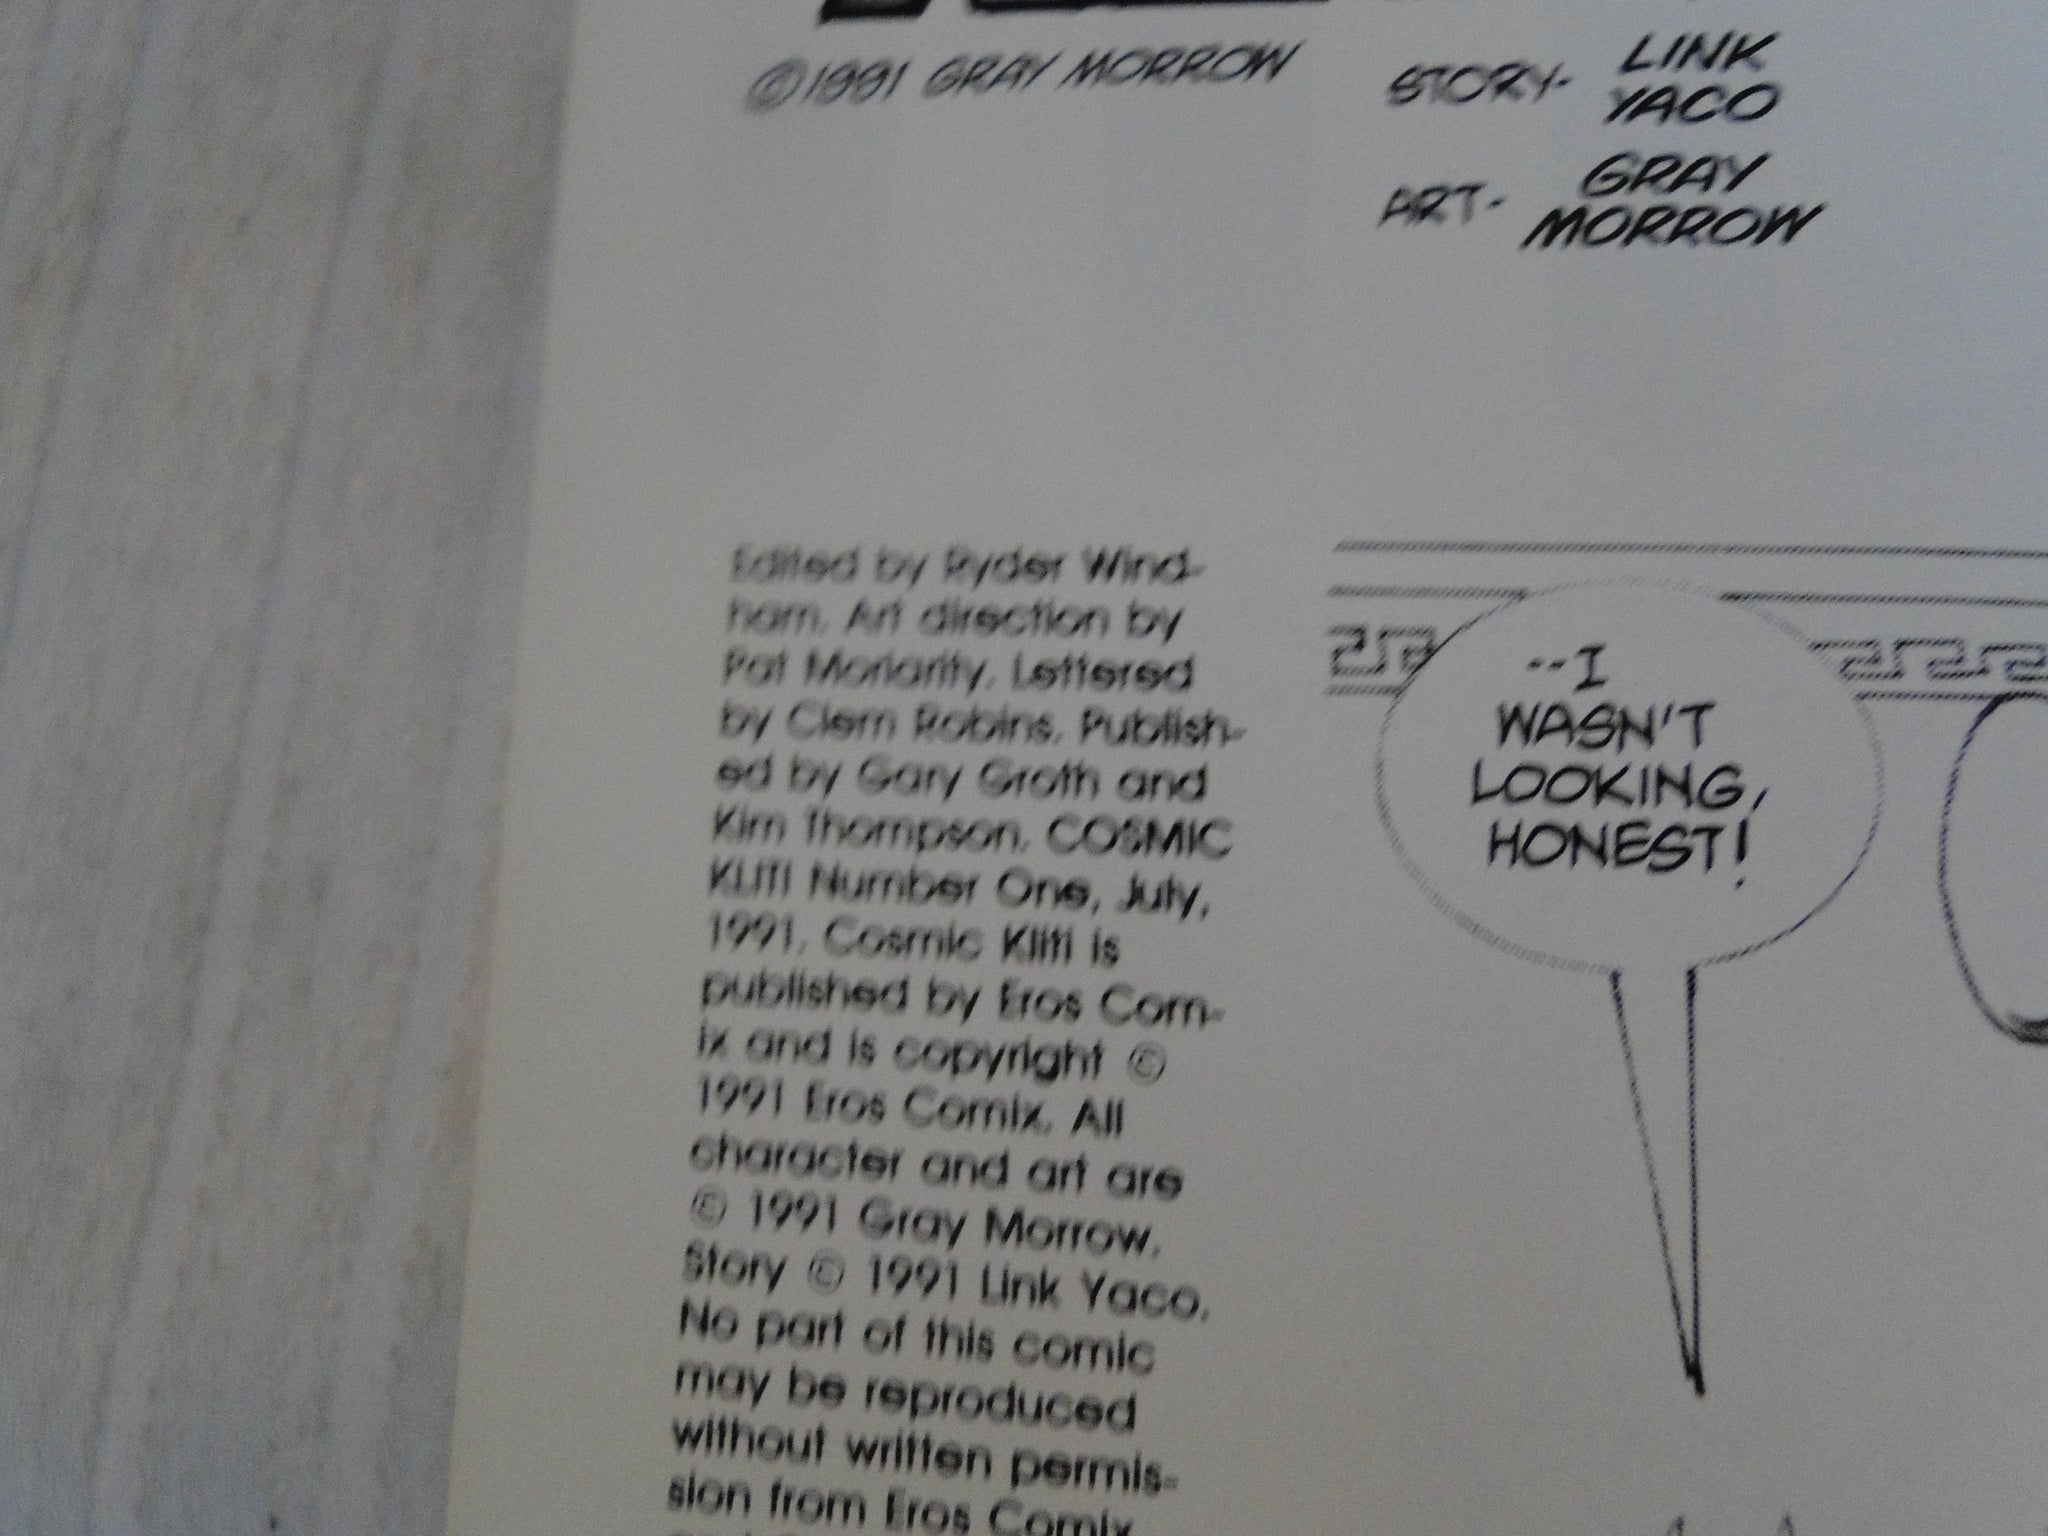 ©1991 GRAY MORROW
STORY- LINK
YACO
ART- GRAY
MORROW
Edited by Ryder Wind-
ham. Art direction by
Pat Moriarity. Lettered
by Clem Robins. Publish-
ed by Gary Groth and
Kim Thompson. COSMIC
KLITI Number One, July,
1991. Cosmic Kliti is
published by Eros Com-
ix and is copyright ©
1991 Eros Comix. All
character and art are
© 1991 Gray Morrow.
Story © 1991 Link Yaco.
No part of this comic
may be reproduced
without written permis-
sion from Eros Comix
--I
WASN'T
LOOKING,
HONEST!